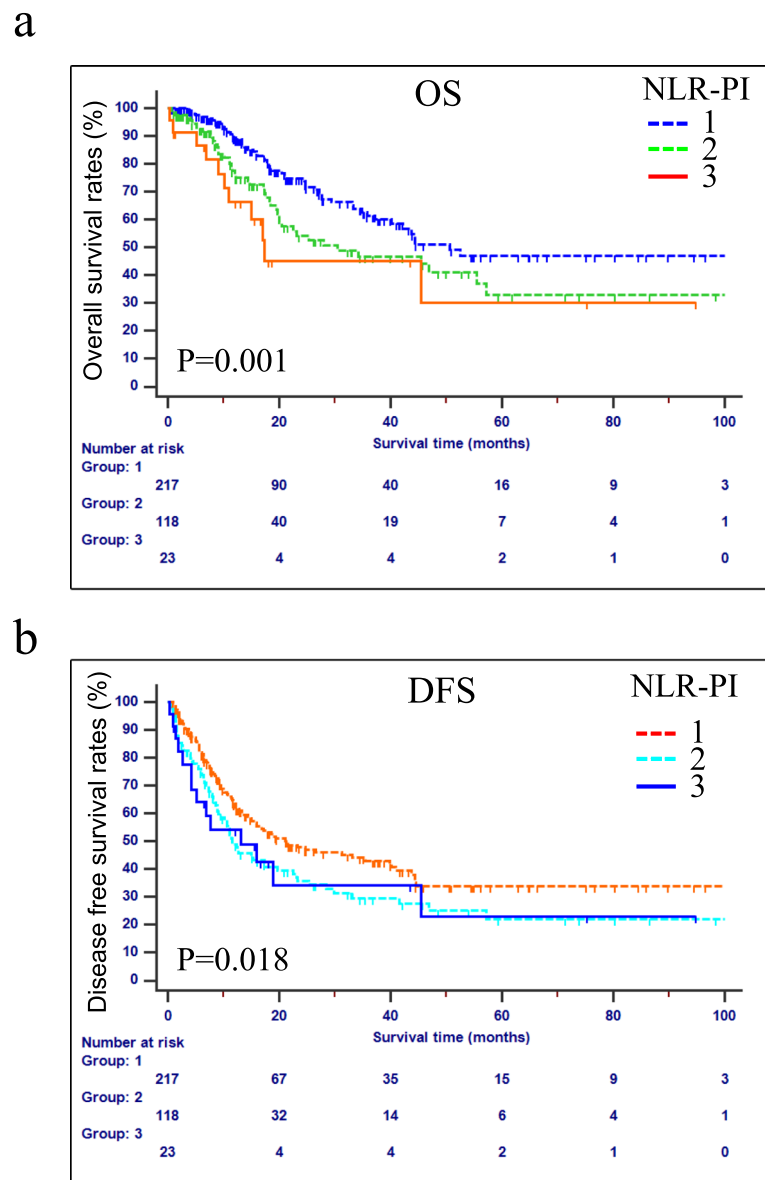 a
OS
NLR-PI
1
2
3
Overall survival rates (%)
100
90
80
70
60
50
40
30
20
10
0
P=0.001
0 20 40 60 80 100
Survival time (months)
Number at risk
Group: 1
217 90 40 16 9 3
Group: 2
118 40 19 7 4 1
Group: 3
23 4 4 2 1 0
b
DFS
NLR-PI
1
2
3
Disease free survival rates (%)
100
90
80
70
60
50
40
30
20
10
0
P=0.018
0 20 40 60 80 100
Survival time (months)
Number at risk
Group: 1
217 67 35 15 9 3
Group: 2
118 32 14 6 4 1
Group: 3
23 4 4 2 1 0